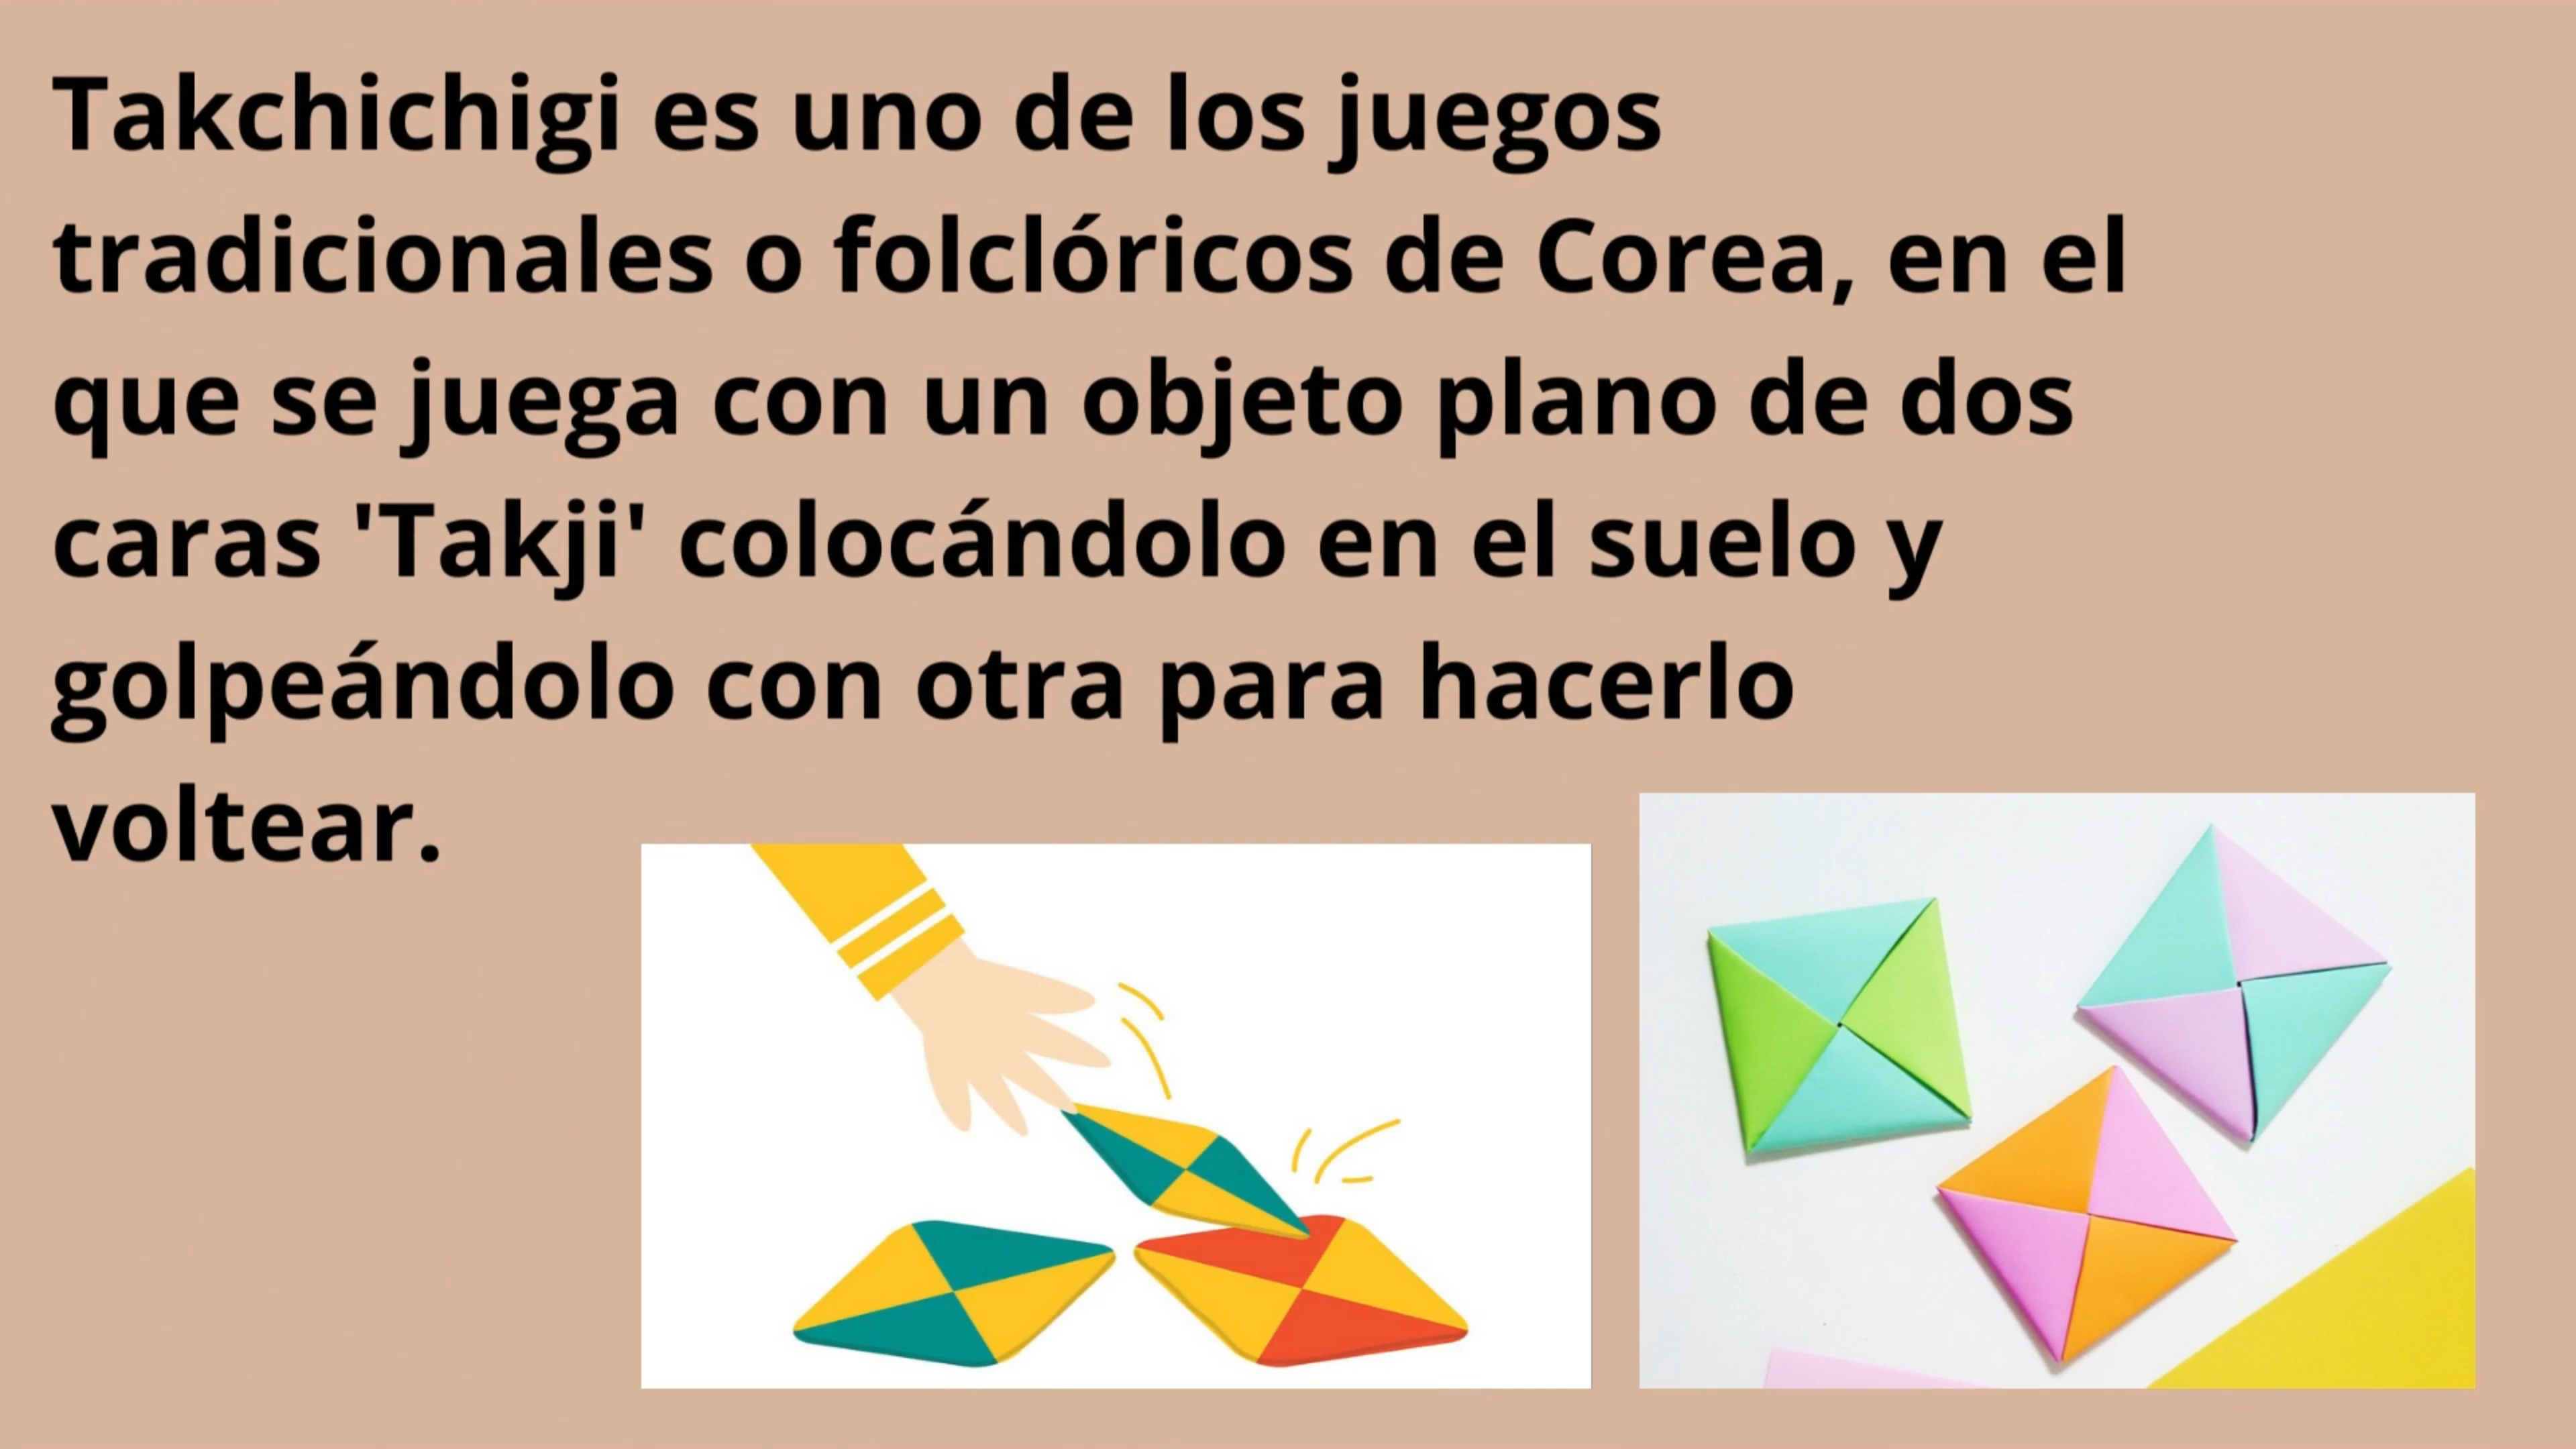 Takchichigi es uno de los juegos
tradicionales o folclóricos de Corea, en el
que se juega con un objeto plano de dos
caras 'Takji' colocándolo en el suelo y
golpeándolo con otra para hacerlo
voltear.